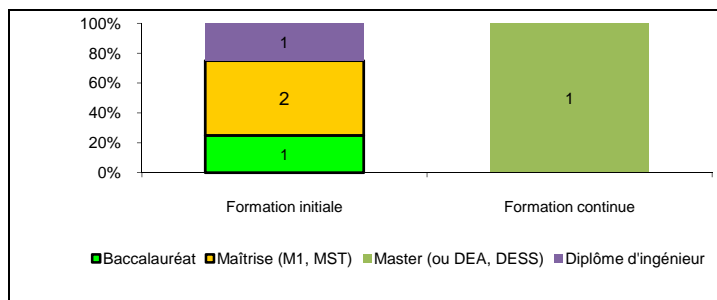 100%
80%
60%
40%
20%
0%
1
2
1
1
Formation initiale
Formation continue
Baccalauréat
Maîtrise (M1, MST)
Master (ou DEA, DESS)
Diplôme d'ingénieur